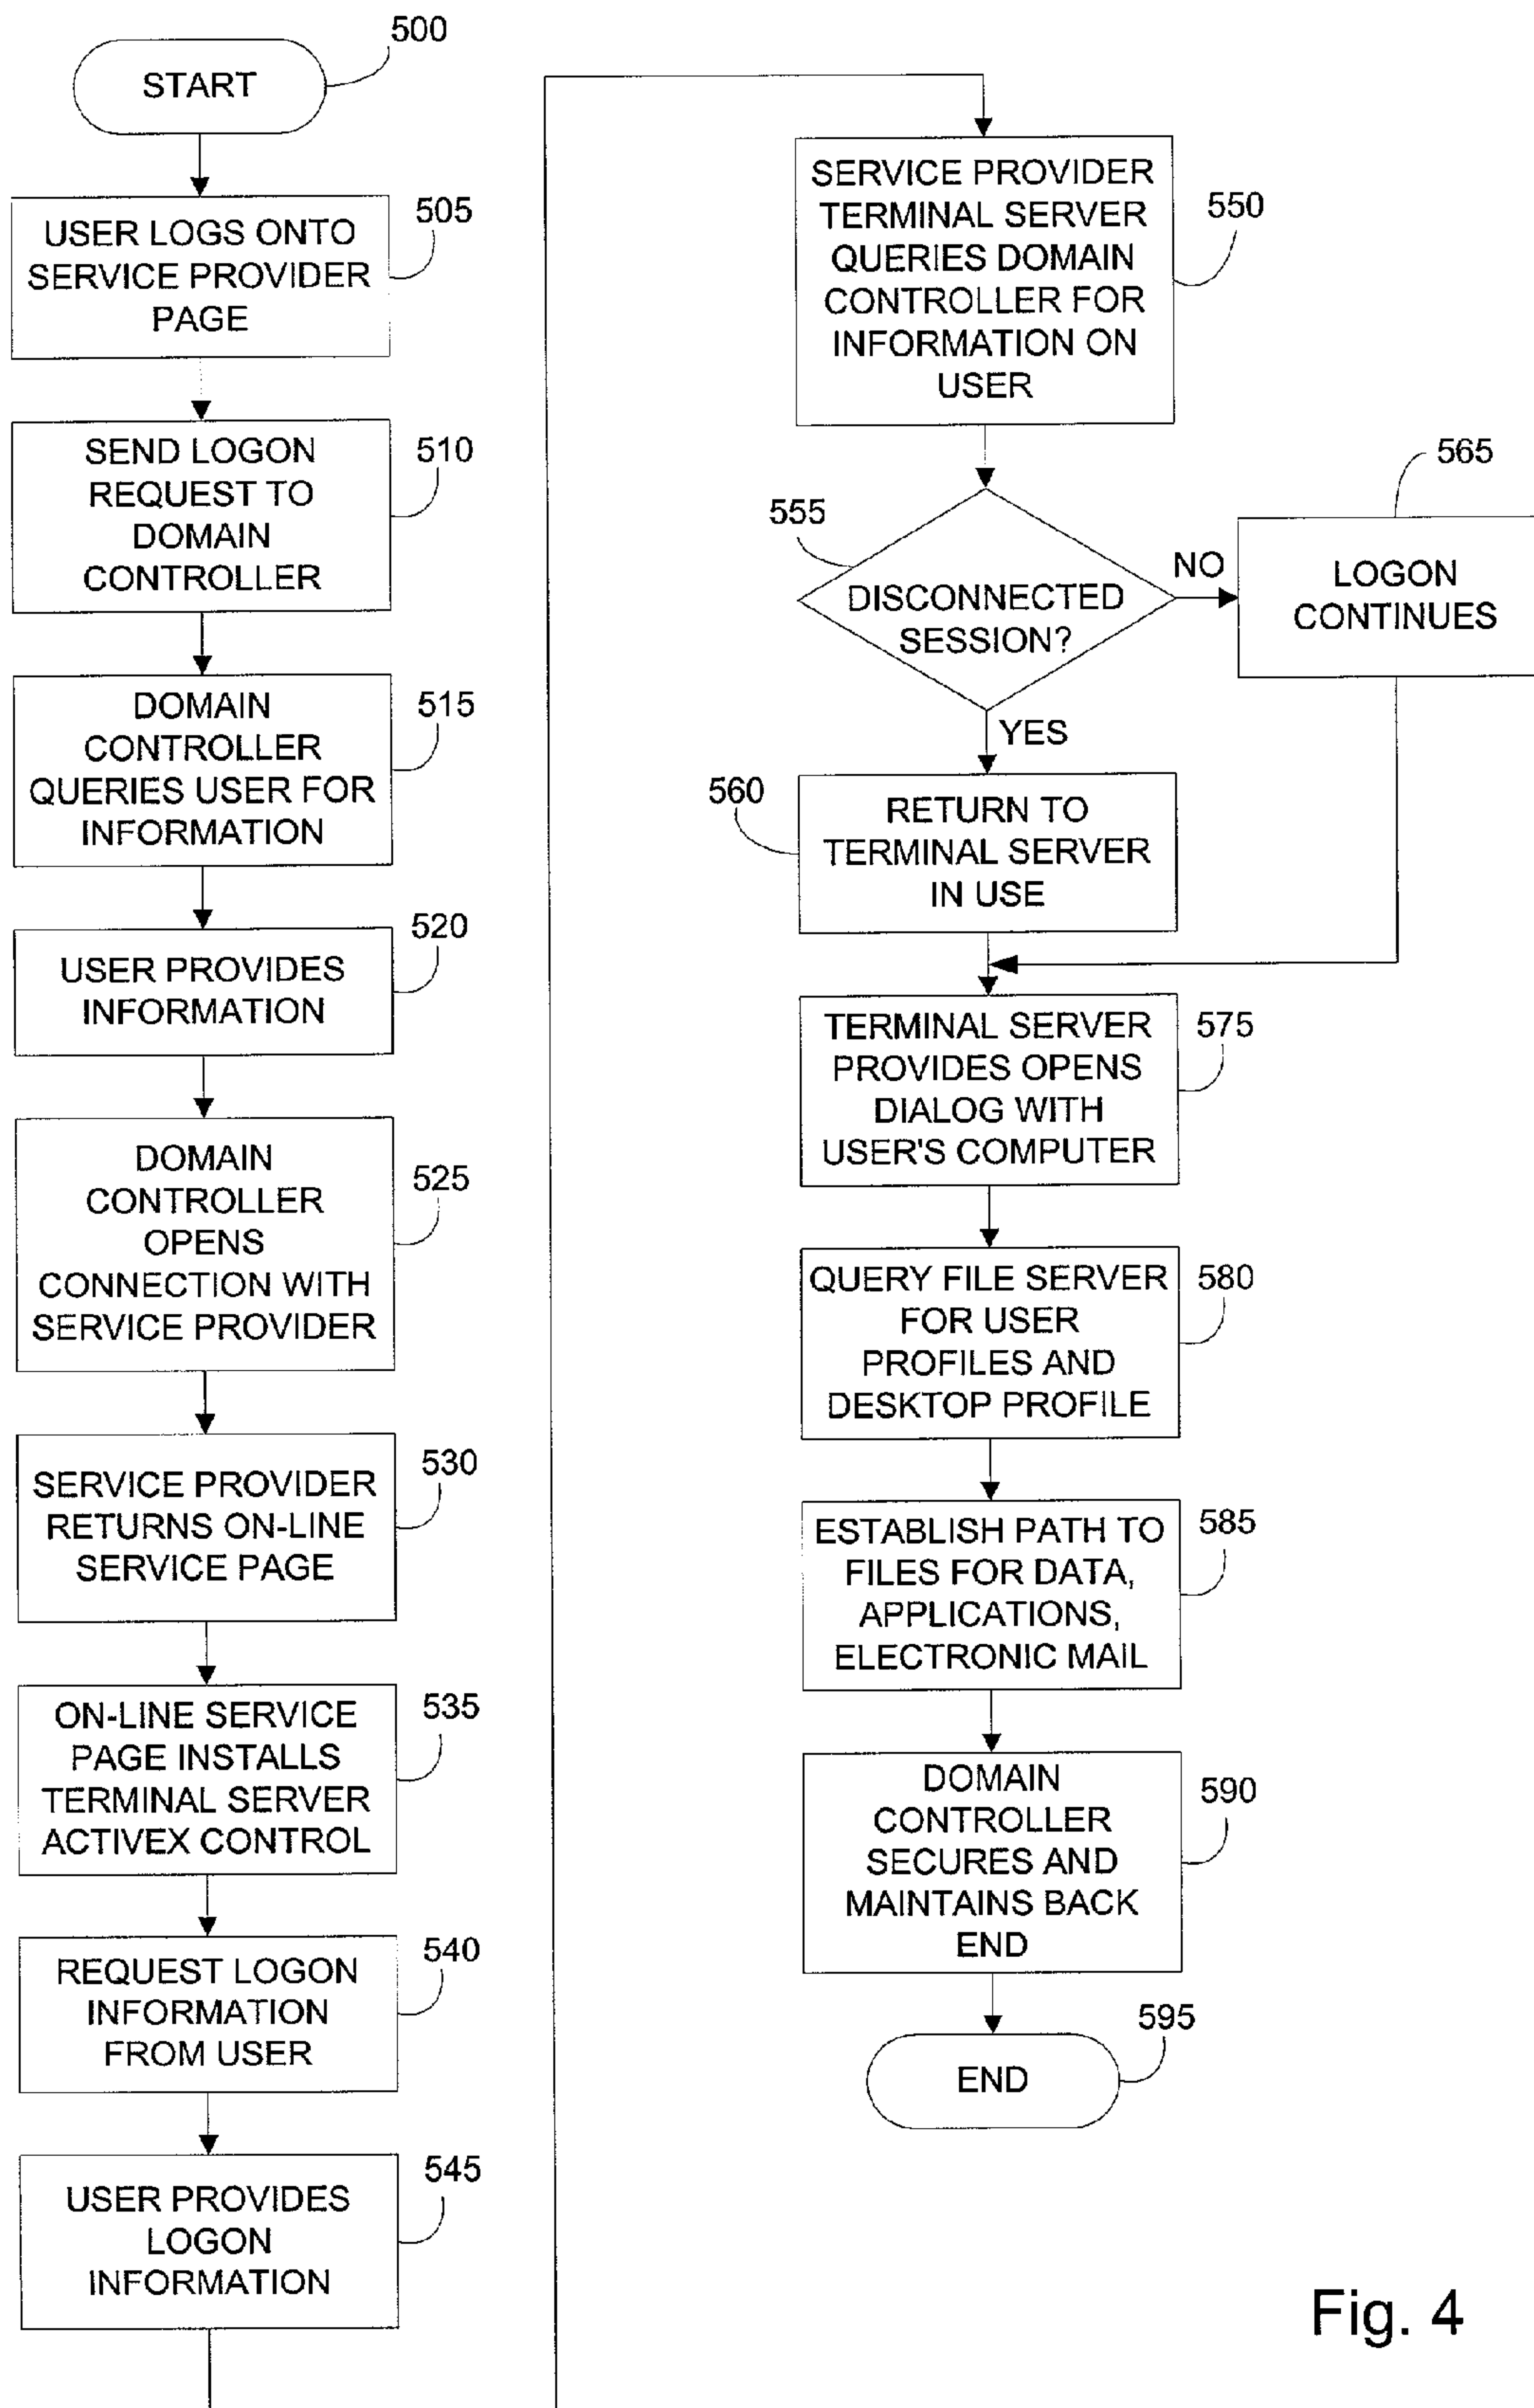 500
START
505
USER LOGS ONTO
SERVICE PROVIDER
PAGE
510
SEND LOGON
REQUEST TO
DOMAIN
CONTROLLER
515
DOMAIN
CONTROLLER
QUERIES USER FOR
INFORMATION
520
USER PROVIDES
INFORMATION
525
DOMAIN
CONTROLLER
OPENS
CONNECTION WITH
SERVICE PROVIDER
530
SERVICE PROVIDER
RETURNS ON-LINE
SERVICE PAGE
535
ON-LINE SERVICE
PAGE INSTALLS
TERMINAL SERVER
ACTIVEX CONTROL
540
REQUEST LOGON
INFORMATION
FROM USER
545
USER PROVIDES
LOGON
INFORMATION
550
SERVICE PROVIDER
TERMINAL SERVER
QUERIES DOMAIN
CONTROLLER FOR
INFORMATION ON
USER
555
DISCONNECTED
SESSION?
NO
565
LOGON
CONTINUES
YES
560
RETURN TO
TERMINAL SERVER
IN USE
575
TERMINAL SERVER
PROVIDES OPENS
DIALOG WITH
USER'S COMPUTER
580
QUERY FILE SERVER
FOR USER
PROFILES AND
DESKTOP PROFILE
585
ESTABLISH PATH TO
FILES FOR DATA,
APPLICATIONS,
ELECTRONIC MAIL
590
DOMAIN
CONTROLLER
SECURES AND
MAINTAINS BACK
END
595
END
Fig. 4